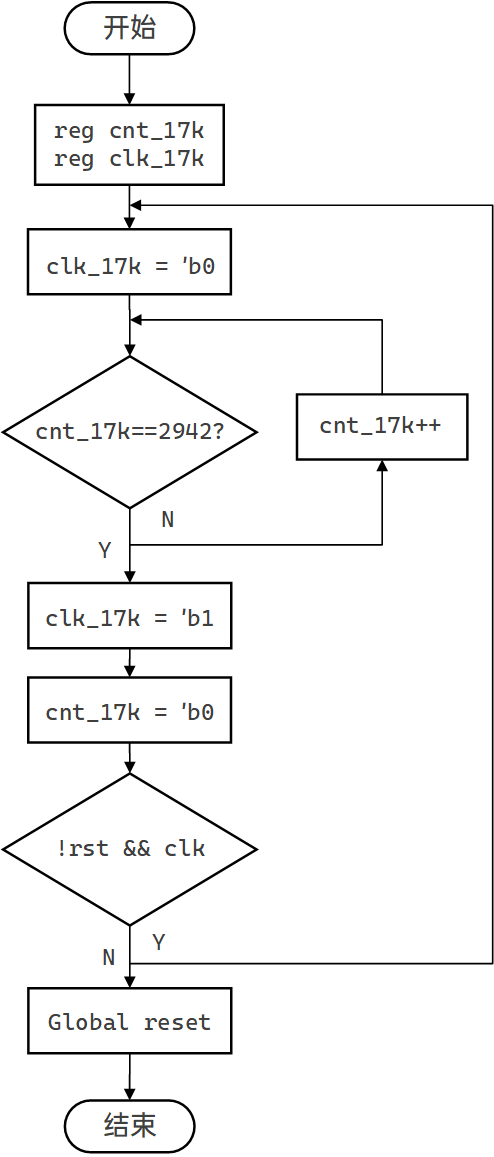 开始
reg cnt_17k
reg clk_17k
clk_17k = 'b0
cnt_17k==2942?
cnt_17k++
N
Y
clk_17k = 'b1
cnt_17k = 'b0
!rst && clk
Y
N
Global reset
结束